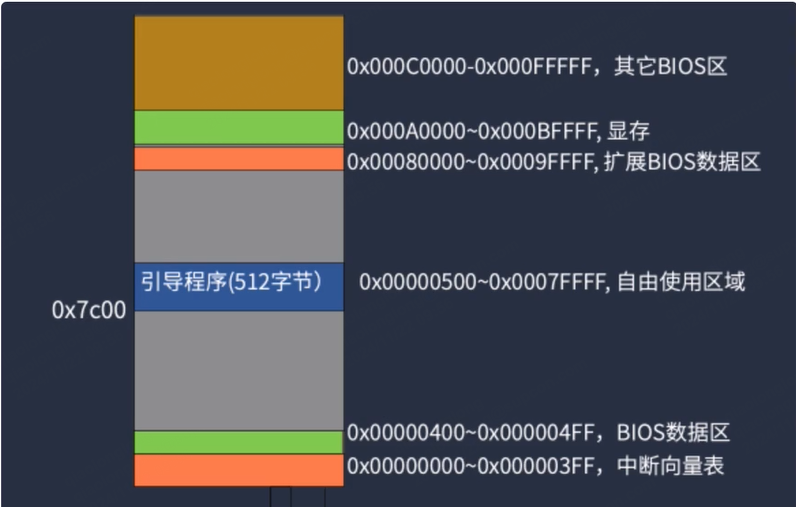 0x000C0000-0x000FFFFF，其它BIOS区
0x000A0000~0x000BFFFF, 显存
0x00080000~0x0009FFFF, 扩展BIOS数据区
引导程序(512字节）
0x00000500~0x0007FFFF, 自由使用区域
0x7c00
0x00000400~0x000004FF，BIOS数据区
0x00000000~0x000003FF，中断向量表